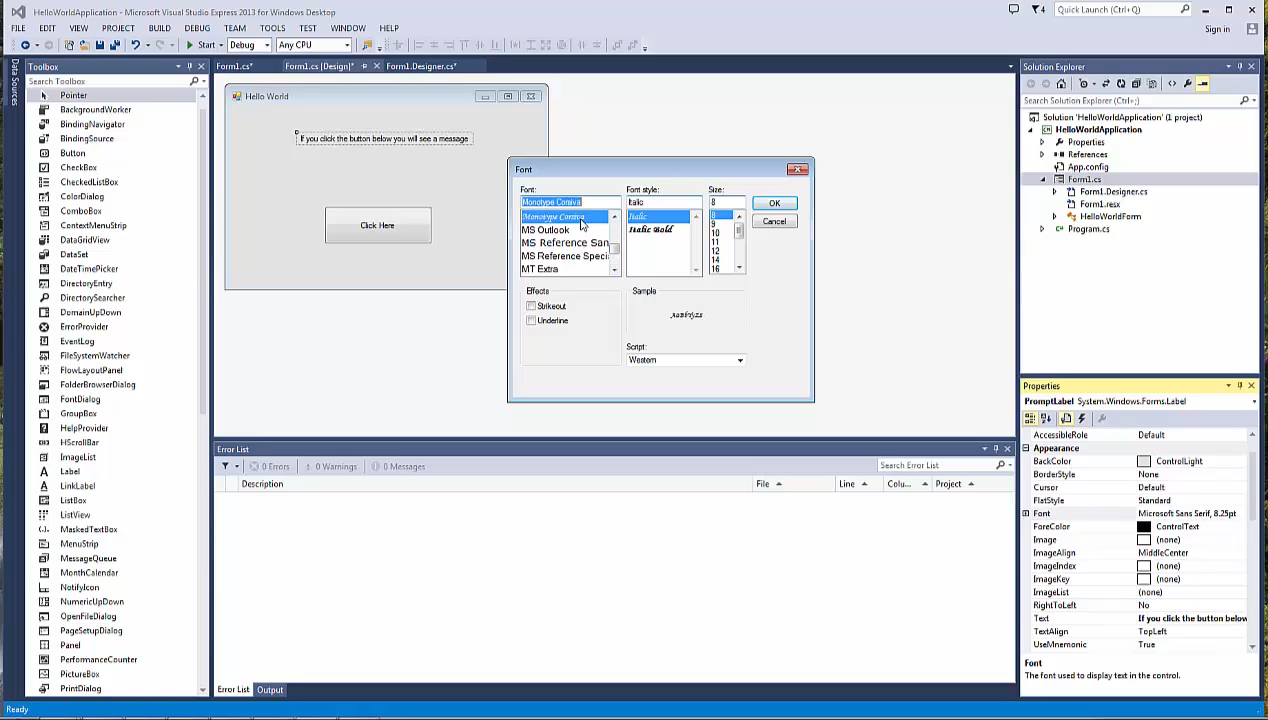 HelloWorldApplication - Microsoft Visual Studio Express 2013 for Windows Desktop
4
Quick Launch (Ctrl+Q)
FILE EDIT VIEW PROJECT BUILD DEBUG TEAM TOOLS TEST WINDOW HELP
Sign in
Start Debug Any CPU
Data Sources
Toolbox
Search Toolbox
Pointer
BackgroundWorker
BindingNavigator
BindingSource
Button
CheckBox
CheckedListBox
ColorDialog
ComboBox
ContextMenuStrip
DataGridView
DataSet
DateTimePicker
DirectoryEntry
DirectorySearcher
DomainUpDown
ErrorProvider
EventLog
FileSystemWatcher
FlowLayoutPanel
FolderBrowserDialog
FontDialog
GroupBox
HelpProvider
HScrollBar
ImageList
Label
LinkLabel
ListBox
ListView
MaskedTextBox
MenuStrip
MessageQueue
MonthCalendar
NotifyIcon
NumericUpDown
OpenFileDialog
PageSetupDialog
Panel
PerformanceCounter
PictureBox
PrintDialog
Form1.cs* Form1.cs [Design]* Form1.Designer.cs*
Hello World
If you click the button below you will see a message
Click Here
Font
Font: Font style: Size:
Monotype Corsiva Italic 8
Monotype Corsiva
MS Outlook
MS Reference San
MS Reference Speci
MT Extra
Italic
Italic Bold
8
9
10
11
12
14
16
OK
Cancel
Effects
Strikeout
Underline
Sample
AaBbYyZz
Script:
Western
Error List
0 Errors 0 Warnings 0 Messages
Search Error List
Description File Line Colu... Project
Error List Output
Solution Explorer
Search Solution Explorer (Ctrl+;)
Solution 'HelloWorldApplication' (1 project)
HelloWorldApplication
Properties
References
App.config
Form1.cs
Form1.Designer.cs
Form1.resx
HelloWorldForm
Program.cs
Properties
PromptLabel System.Windows.Forms.Label
AccessibleRole Default
Appearance
BackColor ControlLight
BorderStyle None
Cursor Default
FlatStyle Standard
Font Microsoft Sans Serif, 8.25pt
ForeColor ControlText
Image (none)
ImageAlign MiddleCenter
ImageIndex (none)
ImageKey (none)
ImageList (none)
RightToLeft No
Text If you click the button below
TextAlign TopLeft
UseMnemonic True
Font
The font used to display text in the control.
Ready